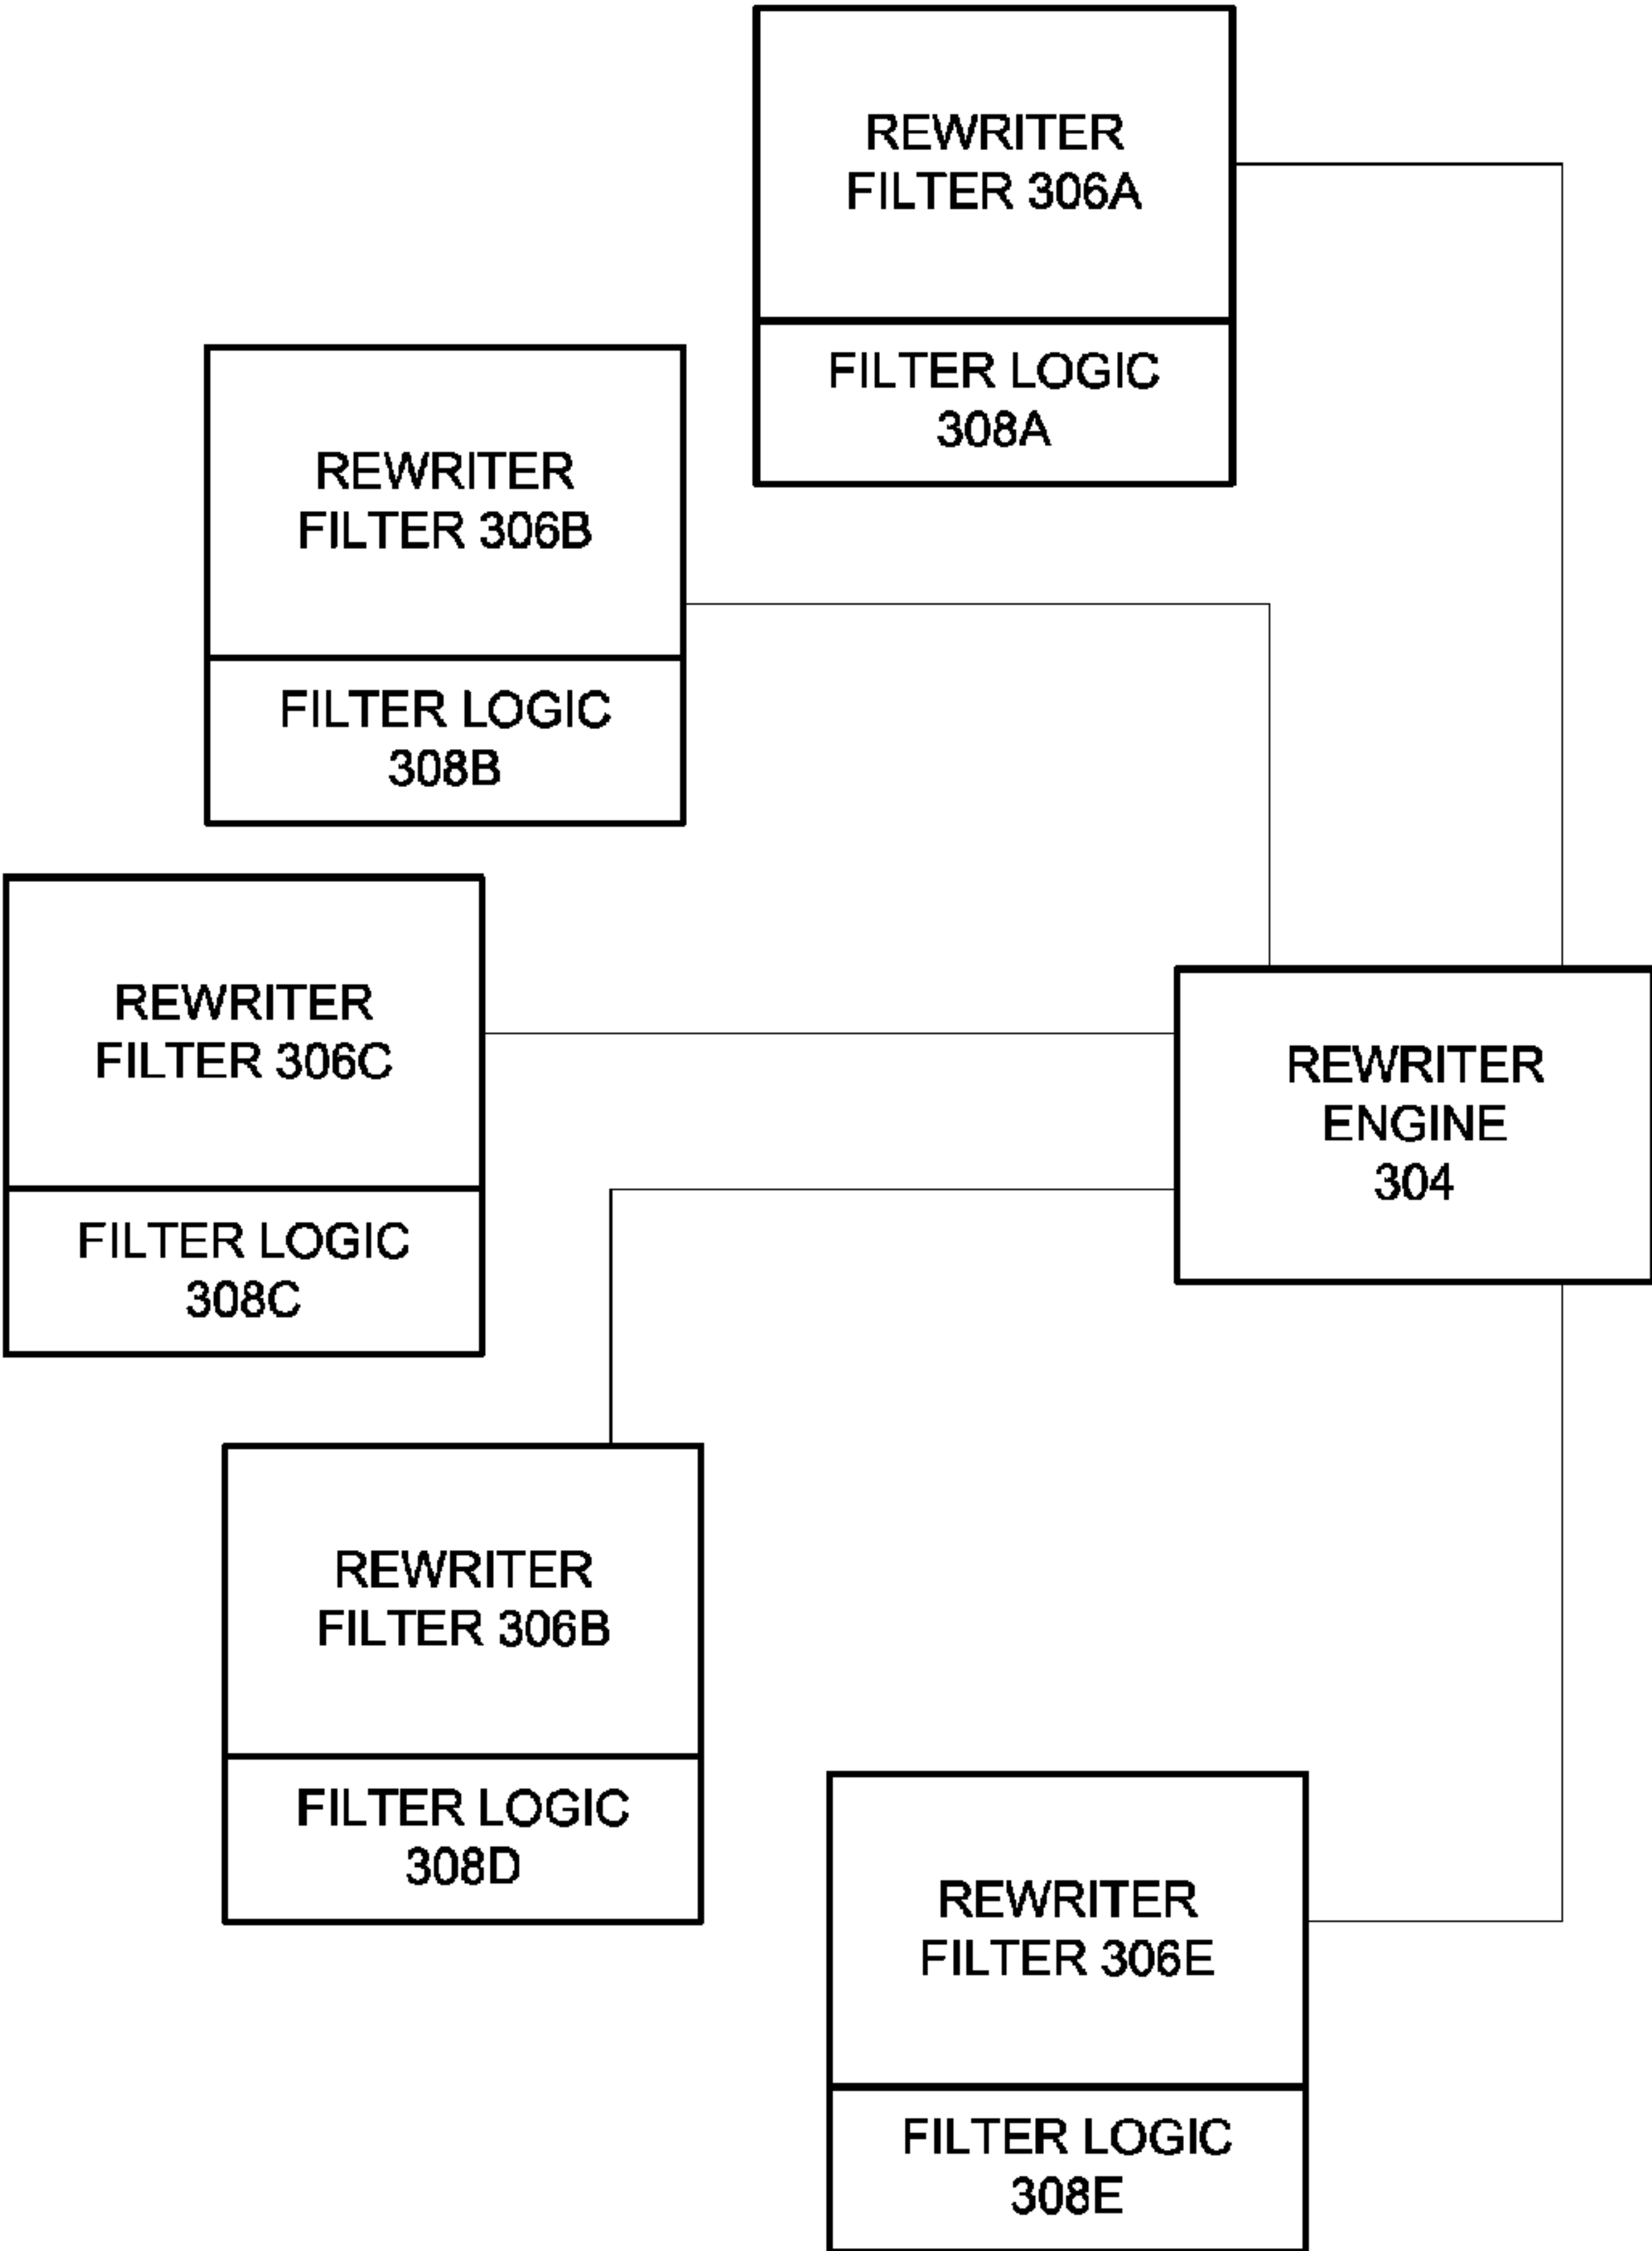 REWRITER
FILTER 306A
FILTER LOGIC
308A
REWRITER
FILTER 306B
FILTER LOGIC
308B
REWRITER
FILTER 306C
FILTER LOGIC
308C
REWRITER
ENGINE
304
REWRITER
FILTER 306B
FILTER LOGIC
308D
REWRITER
FILTER 306E
FILTER LOGIC
308E